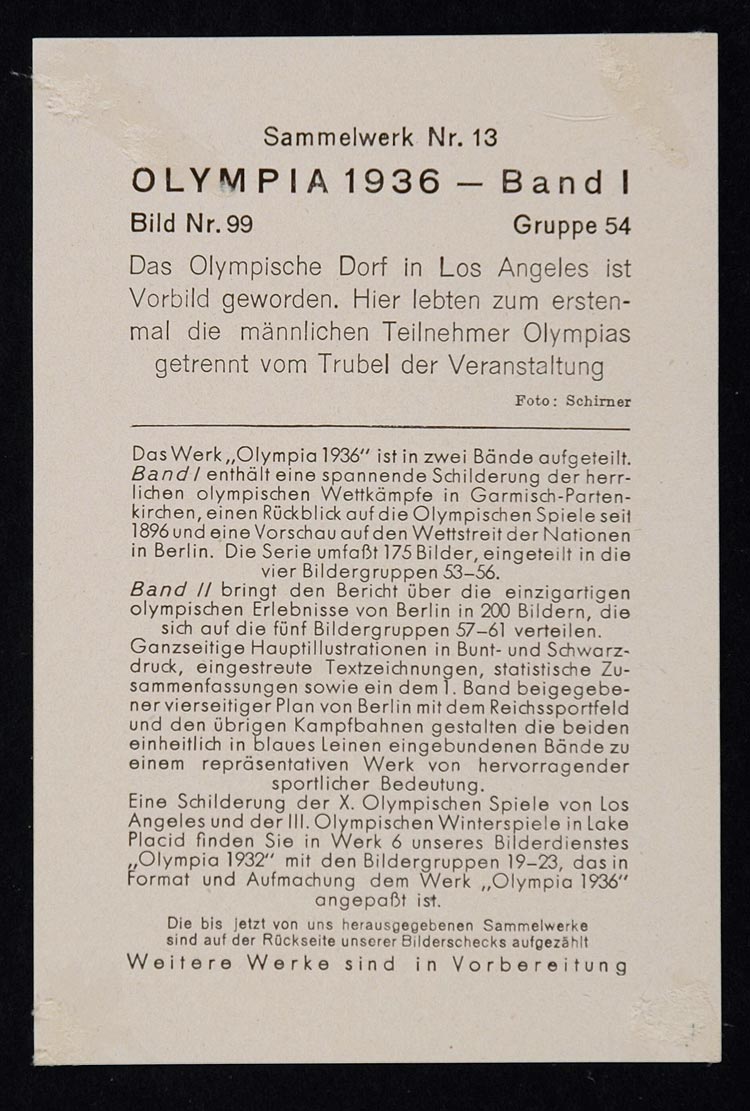 Sammelwerk Nr. 13
OLYMPIA 1936 — Band I
Bild Nr. 99 Gruppe 54
Das Olympische Dorf in Los Angeles ist
Vorbild geworden. Hier lebten zum ersten-
mal die männlichen Teilnehmer Olympias
getrennt vom Trubel der Veranstaltung
Foto: Schirner
Das Werk „Olympia 1936“ ist in zwei Bände aufgeteilt.
Band I enthält eine spannende Schilderung der herr-
lichen olympischen Wettkämpfe in Garmisch-Parten-
kirchen, einen Rückblick auf die Olympischen Spiele seit
1896 und eine Vorschau auf den Wettstreit der Nationen
in Berlin. Die Serie umfaßt 175 Bilder, eingeteilt in die
vier Bildergruppen 53–56.
Band II bringt den Bericht über die einzigartigen
olympischen Erlebnisse von Berlin in 200 Bildern, die
sich auf die fünf Bildergruppen 57–61 verteilen.
Ganzseitige Hauptillustrationen in Bunt- und Schwarz-
druck, eingestreute Textzeichnungen, statistische Zu-
sammenfassungen sowie ein dem 1. Band beigegebe-
ner vierseitiger Plan von Berlin mit dem Reichssportfeld
und den übrigen Kampfbahnen gestalten die beiden
einheitlich in blaues Leinen eingebundenen Bände zu
einem repräsentativen Werk von hervorragender
sportlicher Bedeutung.
Eine Schilderung der X. Olympischen Spiele von Los
Angeles und der III. Olympischen Winterspiele in Lake
Placid finden Sie in Werk 6 unseres Bilderdienstes
„Olympia 1932“ mit den Bildergruppen 19–23, das in
Format und Aufmachung dem Werk „Olympia 1936“
angepaßt ist.
Die bis jetzt von uns herausgegebenen Sammelwerke
sind auf der Rückseite unserer Bilderschecks aufgezählt
Weitere Werke sind in Vorbereitung